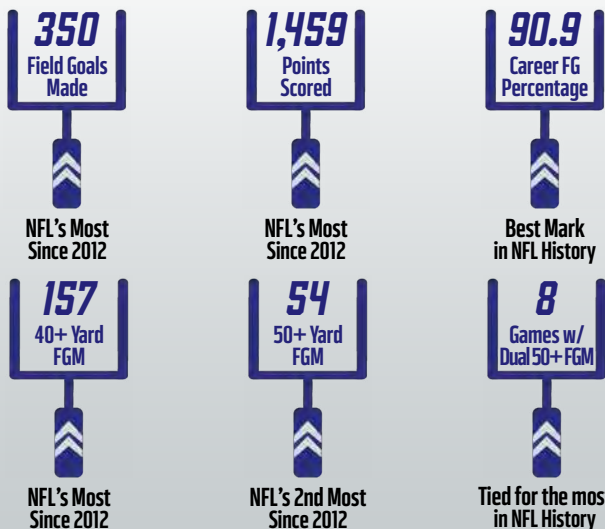 350
Field Goals
Made
NFL's Most
Since 2012
1,459
Points
Scored
NFL's Most
Since 2012
90.9
Career FG
Percentage
Best Mark
in NFL History
157
40+ Yard
FGM
NFL's Most
Since 2012
54
50+ Yard
FGM
NFL's 2nd Most
Since 2012
8
Games w/
Dual 50+ FGM
Tied for the mos
in NFL History